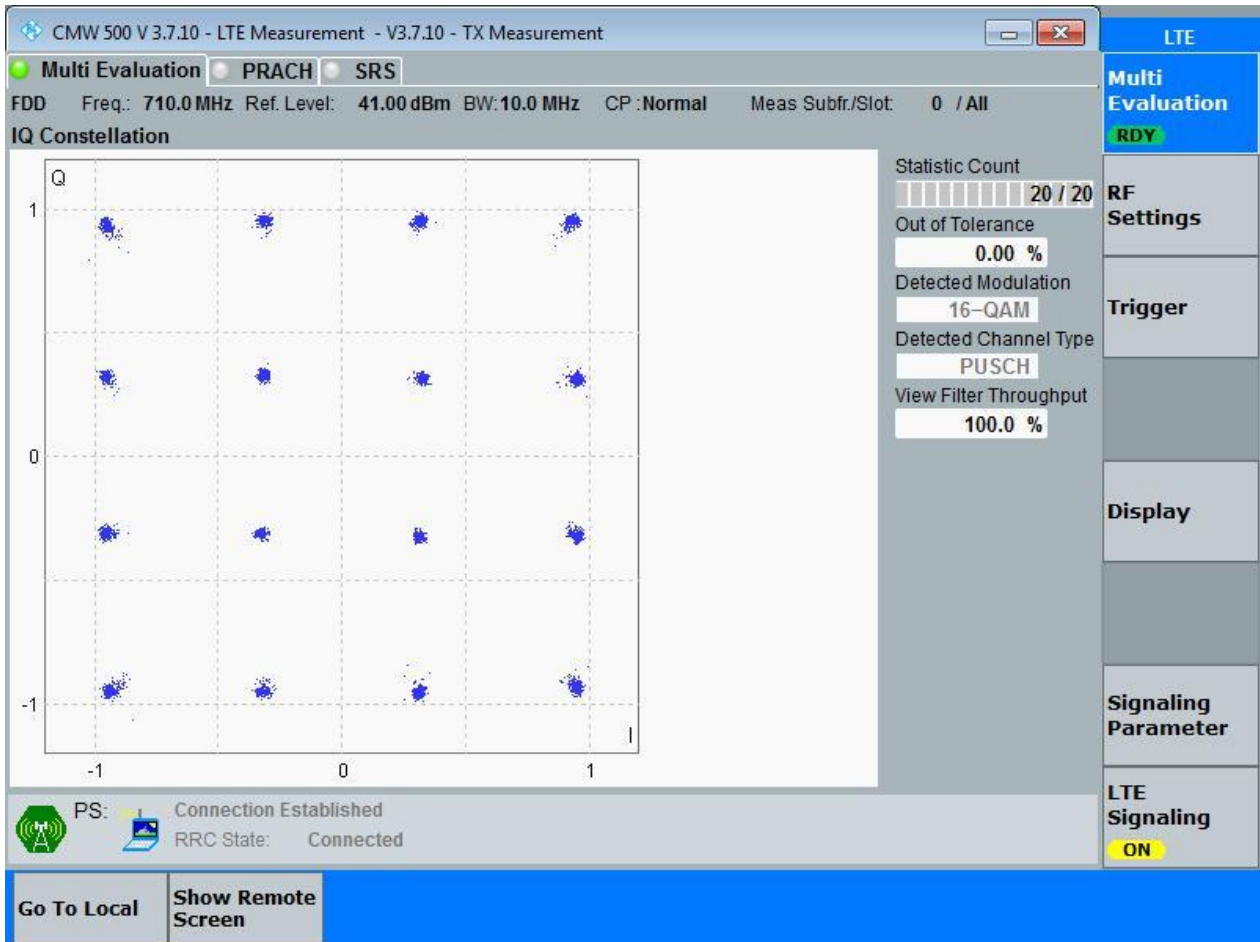 CMW 500 V 3.7.10 - LTE Measurement - V3.7.10 - TX Measurement
Multi Evaluation PRACH SRS
FDD Freq.: 710.0 MHz Ref. Level: 41.00 dBm BW: 10.0 MHz CP : Normal Meas Subfr./Slot: 0 / All
IQ Constellation
Q
1
0
-1
I
-1 0 1
Statistic Count
20 / 20
Out of Tolerance
0.00 %
Detected Modulation
16-QAM
Detected Channel Type
PUSCH
View Filter Throughput
100.0 %
PS: Connection Established
RRC State: Connected
LTE
Multi
Evaluation
RDY
RF
Settings
Trigger
Display
Signaling
Parameter
LTE
Signaling
ON
Go To Local
Show Remote
Screen